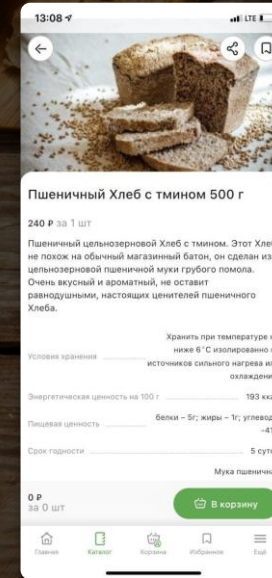 13:08
LTE
Пшеничный Хлеб с тмином 500 г
240 ₽ за 1 шт
Пшеничный цельнозерновой Хлеб с тмином. Этот Хлеб
не похож на обычный магазинный батон, он сделан из
цельнозерновой пшеничной муки грубого помола.
Очень вкусный и ароматный, не оставит
равнодушными, настоящих ценителей пшеничного
Хлеба.
Хранить при температуре н
ниже 6°С изолированно
Условия хранения
источников сильного нагрева и
охлаждени
Энергетическая ценность на 100 г 193 кка
белки – 5г; жиры – 1г; углевод
Пищевая ценность
-41
Срок годности 5 сут
Мука пшенична
0 ₽
за 0 шт
В корзину
Главная Каталог Корзина Избранное Ещё